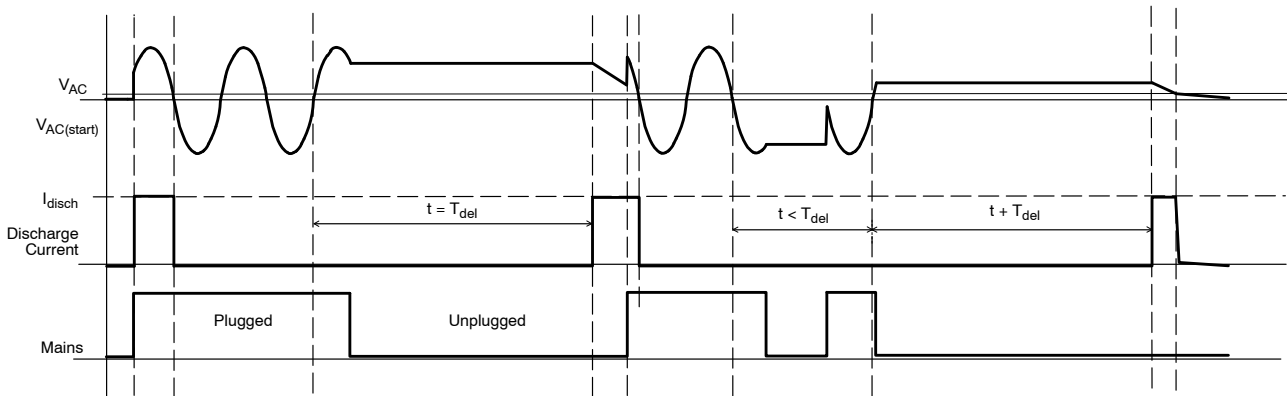 V_AC
V_AC(start)
I_disch
t = T_del
t < T_del
t + T_del
Discharge
Current
Plugged
Unplugged
Mains